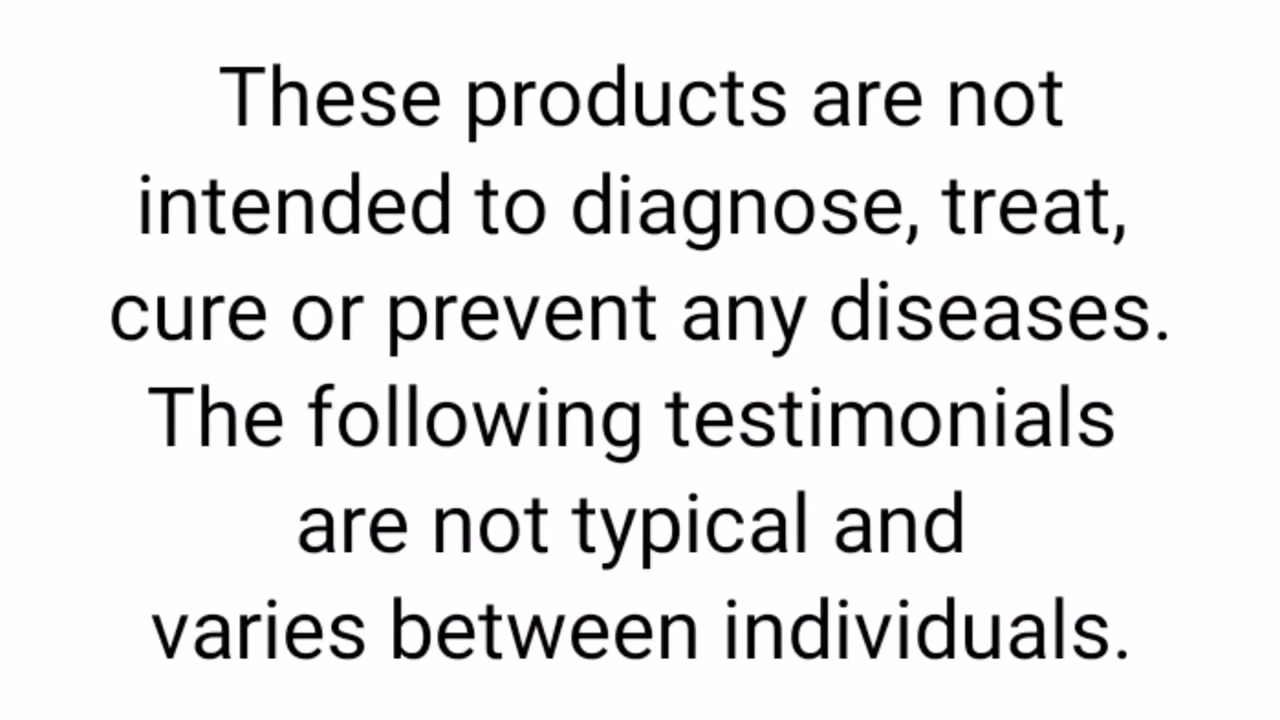 These products are not
intended to diagnose, treat,
cure or prevent any diseases.
The following testimonials
are not typical and
varies between individuals.